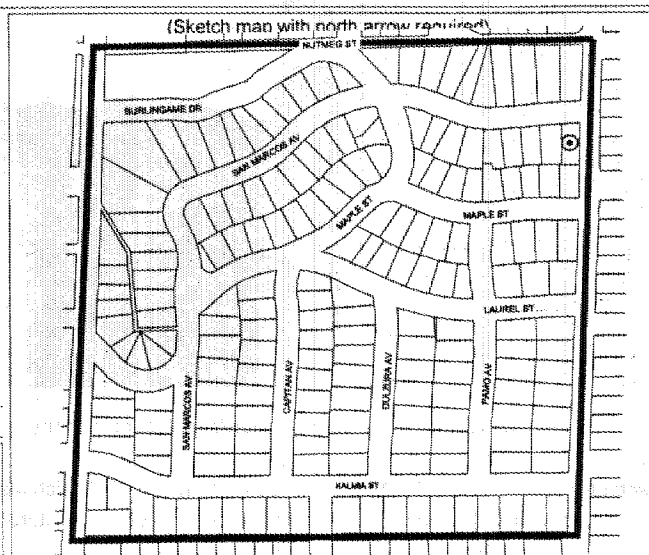 (Sketch map with north arrow required)
NUTMEG ST
BURLINGAME DR
SAN MARCOS AV
MAPLE ST
MAPLE ST
LAUREL ST
SAN MARCOS AV
CAPITAN AV
DULZURA AV
PAMO AV
KALMIA ST